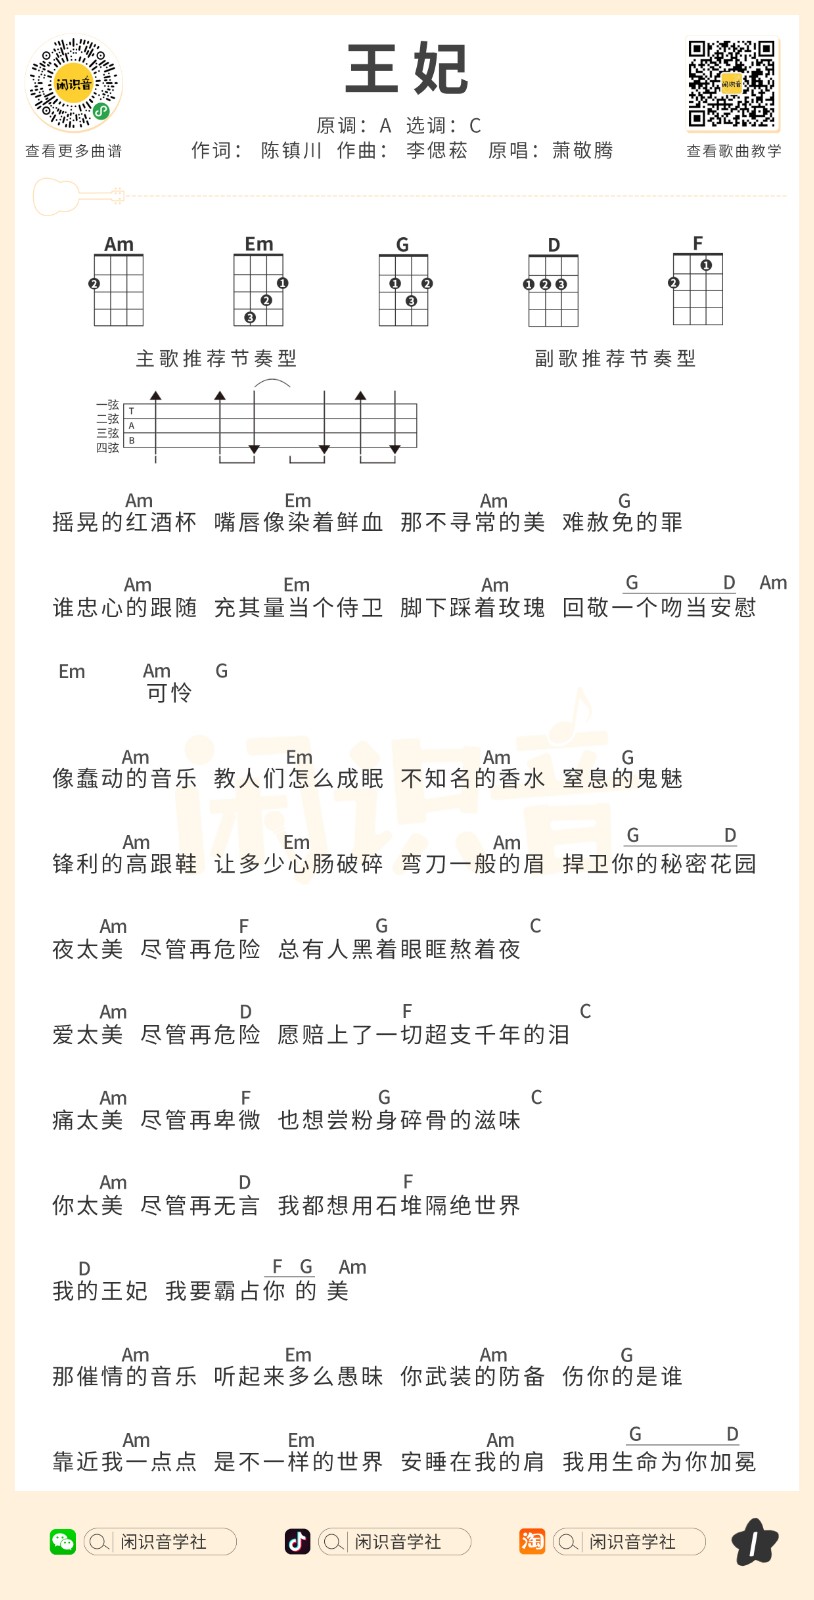 闲识音
王妃
闲识音
原调：A 选调：C
查看更多曲谱
作词： 陈镇川 作曲： 李偲菘 原唱：萧敬腾
查看歌曲教学
Am Em G D F
2
1 2 3
1 2 3
1 2 3
1 2
主歌推荐节奏型
副歌推荐节奏型
一弦
二弦
三弦
四弦
T
A
B
Am Em Am G
摇晃的红酒杯 嘴唇像染着鲜血 那不寻常的美 难赦免的罪
Am Em Am G D Am
谁忠心的跟随 充其量当个侍卫 脚下踩着玫瑰 回敬一个吻当安慰
Em Am G
可怜
闲识音
Am Em Am G
像蠢动的音乐 教人们怎么成眠 不知名的香水 窒息的鬼魅
Am Em Am G D
锋利的高跟鞋 让多少心肠破碎 弯刀一般的眉 捍卫你的秘密花园
Am F G C
夜太美 尽管再危险 总有人黑着眼眶熬着夜
Am D F C
爱太美 尽管再危险 愿赔上了一切超支千年的泪
Am F G C
痛太美 尽管再卑微 也想尝粉身碎骨的滋味
Am D F
你太美 尽管再无言 我都想用石堆隔绝世界
D F G Am
我的王妃 我要霸占你 的 美
Am Em Am G
那催情的音乐 听起来多么愚昧 你武装的防备 伤你的是谁
Am Em Am G D
靠近我一点点 是不一样的世界 安睡在我的肩 我用生命为你加冕
闲识音学社
闲识音学社
淘
闲识音学社
1